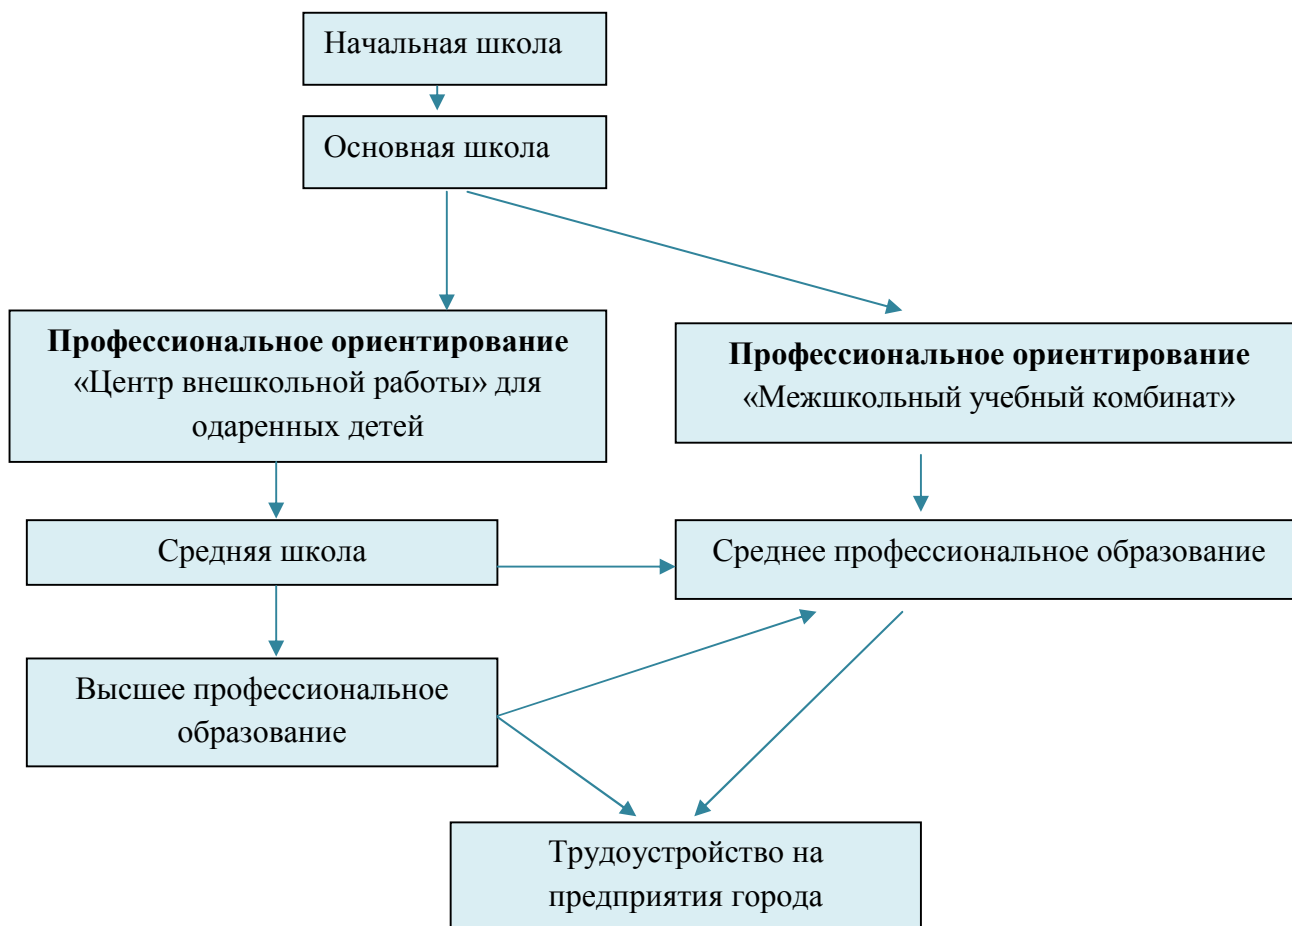 Начальная школа
Основная школа
Профессиональное ориентирование
«Центр внешкольной работы» для
одаренных детей
Профессиональное ориентирование
«Межшкольный учебный комбинат»
Средняя школа
Среднее профессиональное образование
Высшее профессиональное
образование
Трудоустройство на
предприятия города